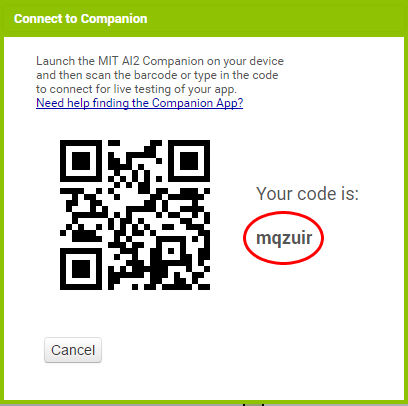 Connect to Companion
Launch the MIT AI2 Companion on your device
and then scan the barcode or type in the code
to connect for live testing of your app.
Need help finding the Companion App?
Your code is:
mqzuir
Cancel